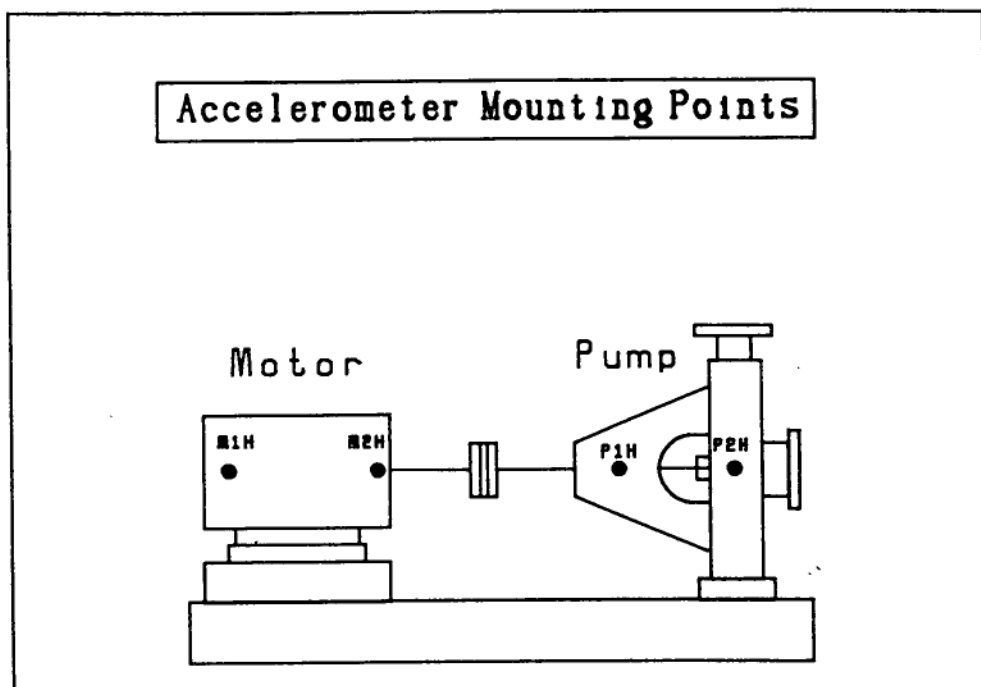 Accelerometer Mounting Points
Motor
Pump
M1H
M2H
P1H
P2H